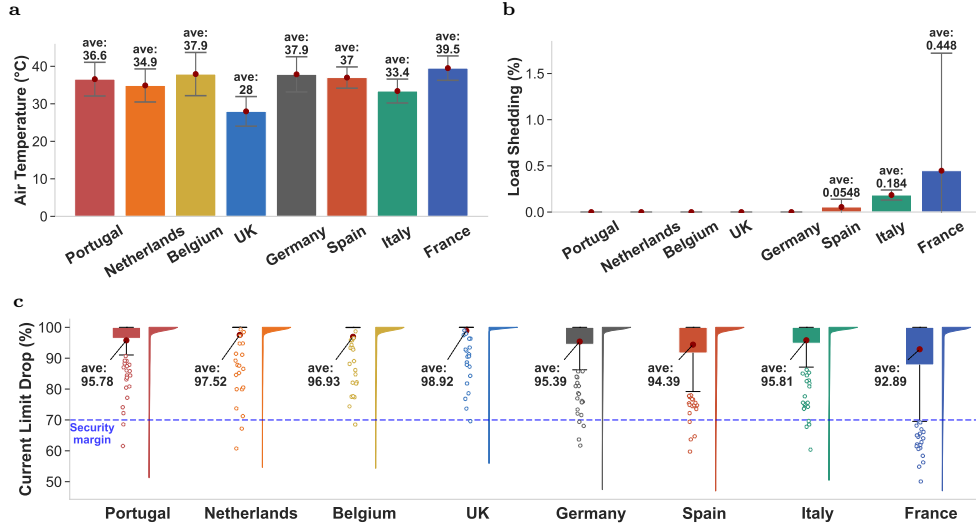 a
Air Temperature (°C)
0
10
20
30
40
ave:
36.6
ave:
34.9
ave:
37.9
ave:
28
ave:
37.9
ave:
37
ave:
33.4
ave:
39.5
Portugal
Netherlands
Belgium
UK
Germany
Spain
Italy
France
b
Load Shedding (%)
0.0
0.5
1.0
1.5
ave:
0.0548
ave:
0.184
ave:
0.448
Portugal
Netherlands
Belgium
UK
Germany
Spain
Italy
France
c
Current Limit Drop (%)
100
90
80
70
60
50
ave:
95.78
ave:
97.52
ave:
96.93
ave:
98.92
ave:
95.39
ave:
94.39
ave:
95.81
ave:
92.89
Security
margin
Portugal
Netherlands
Belgium
UK
Germany
Spain
Italy
France